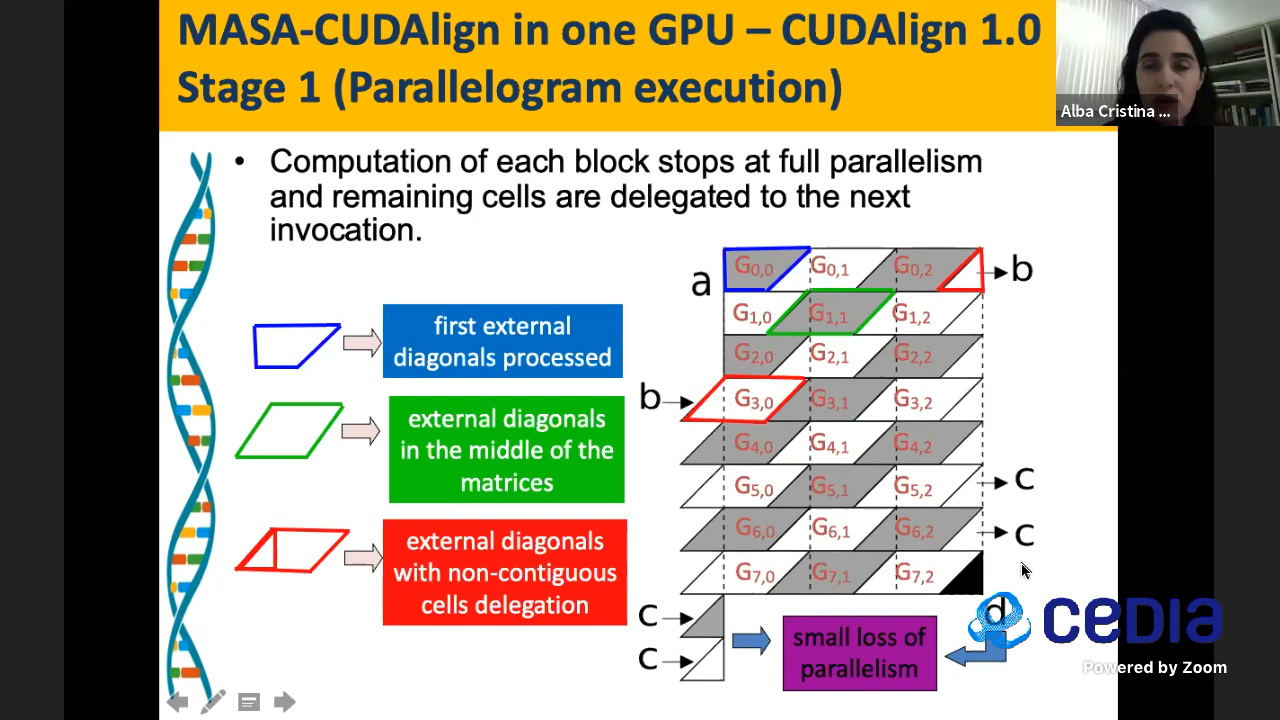 MASA-CUDAlign in one GPU – CUDAlign 1.0
Stage 1 (Parallelogram execution)
Alba Cristina ...
• Computation of each block stops at full parallelism
and remaining cells are delegated to the next
invocation.
first external
diagonals processed
external diagonals
in the middle of the
matrices
external diagonals
with non-contiguous
cells delegation
a
G0,0 G0,1 G0,2
b
G1,0 G1,1 G1,2
G2,0 G2,1 G2,2
b
G3,0 G3,1 G3,2
G4,0 G4,1 G4,2
G5,0 G5,1 G5,2
c
G6,0 G6,1 G6,2
c
G7,0 G7,1 G7,2
c
c
d
small loss of
parallelism
cedia
Powered by Zoom